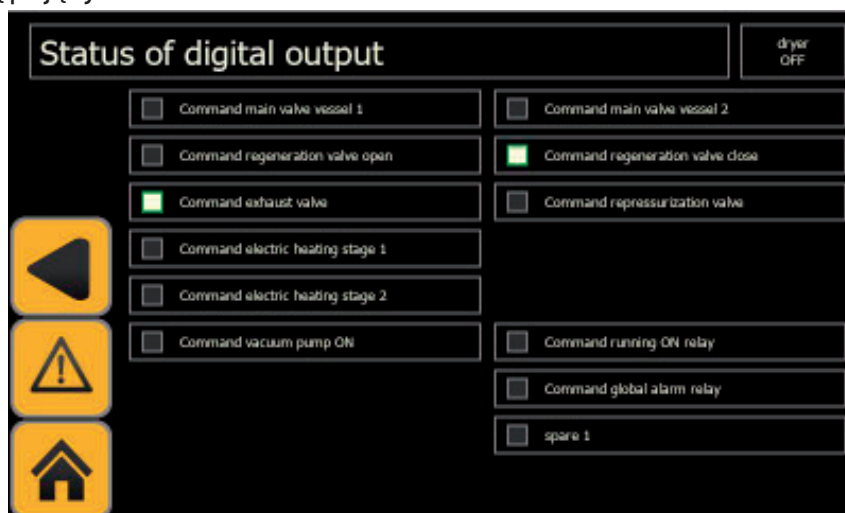 Status of digital output
dryer
OFF
Command main valve vessel 1
Command main valve vessel 2
Command regeneration valve open
Command regeneration valve close
Command exhaust valve
Command repressurization valve
Command electric heating stage 1
Command electric heating stage 2
Command vacuum pump ON
Command running ON relay
Command global alarm relay
spare 1